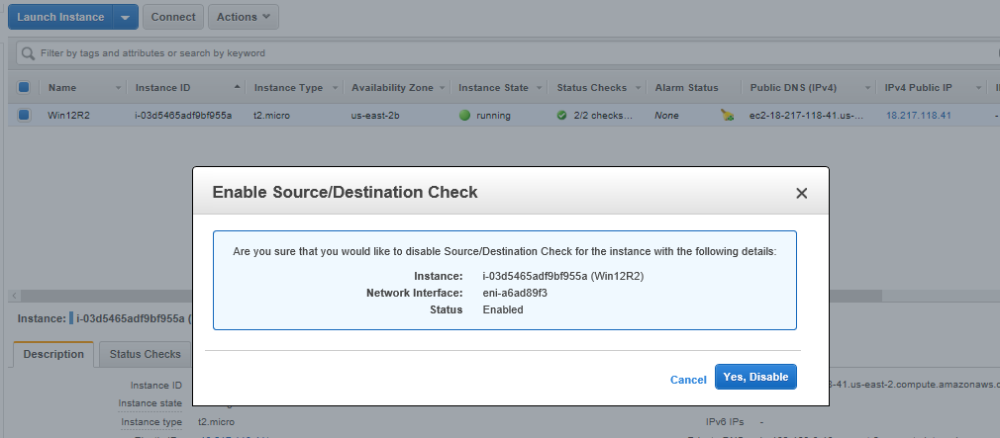 Launch Instance Connect Actions
Filter by tags and attributes or search by keyword
Name Instance ID Instance Type Availability Zone Instance State Status Checks Alarm Status Public DNS (IPv4) IPv4 Public IP
Win12R2 i-03d5465adf9bf955a t2.micro us-east-2b running 2/2 checks... None ec2-18-217-118-41.us-... 18.217.118.41 -
Enable Source/Destination Check
Are you sure that you would like to disable Source/Destination Check for the instance with the following details:
Instance: i-03d5465adf9bf955a (Win12R2)
Network Interface: eni-a6ad89f3
Status Enabled
Instance: i-03d5465adf9bf955a (
Description Status Checks
Cancel Yes, Disable
Instance ID 8-41.us-east-2.compute.amazonaws.c
Instance state
Instance type t2.micro IPv6 IPs -